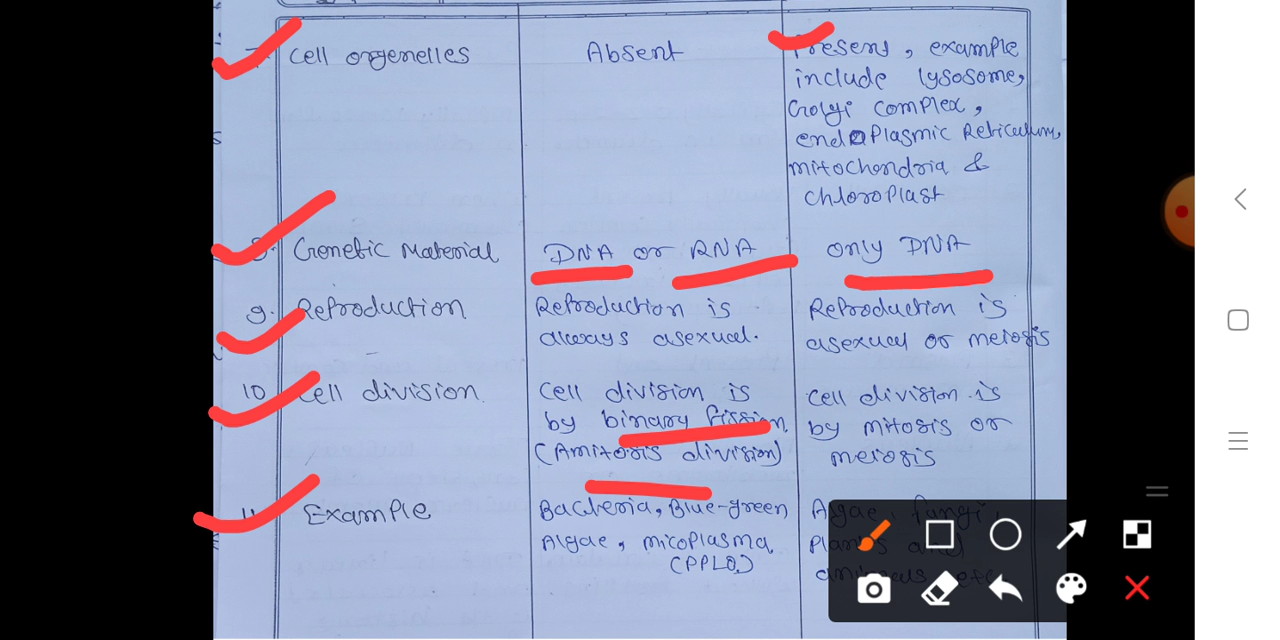 7. Cell orgenelles
Absent
Present, example
include lysosome,
Golgi complex,
endoplasmic Reticulum,
mitochondria &
chloroplast
8. Genetic Material
DNA or RNA
only DNA
9. Reproduction
Reproduction is
always asexual.
Reproduction is
asexual or meiosis
10 Cell division
Cell division is
by binary fission
(Amitosis division)
Cell division is
by mitosis or
meiosis
11 Example
Bacteria, Blue-green
Algae, micoplasma
(PPLO)
Algae, fungi,
plants and